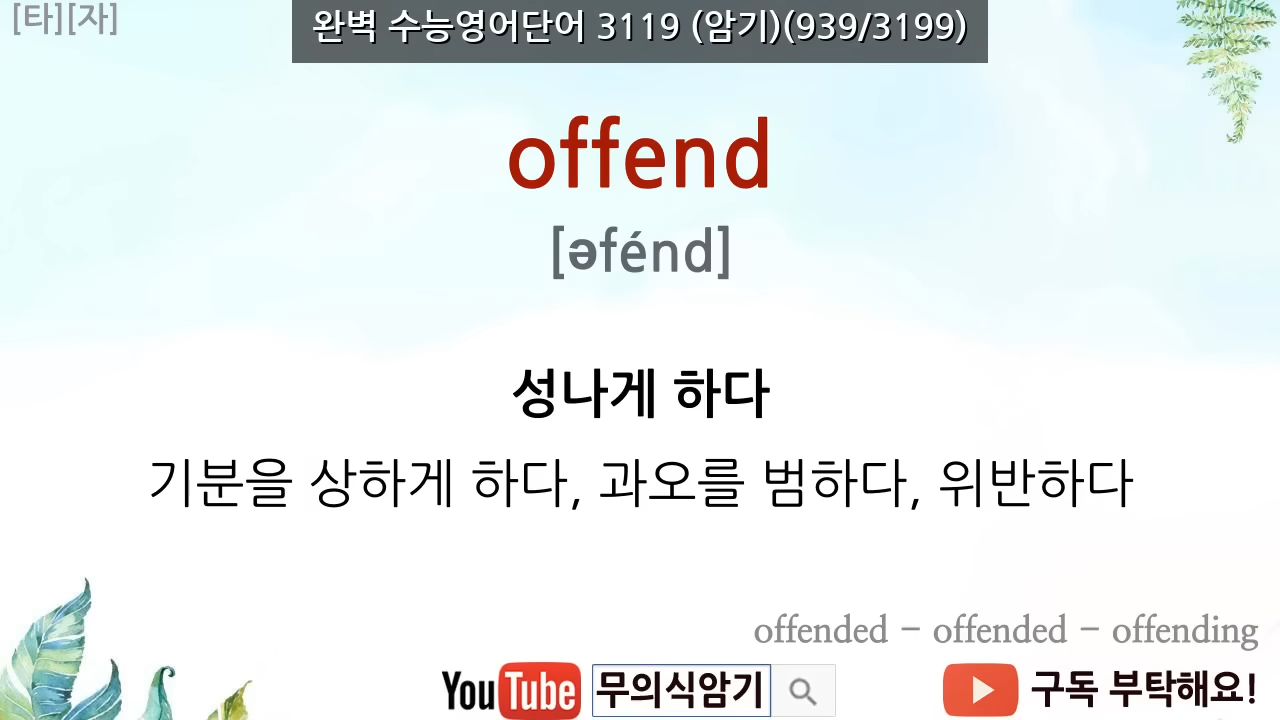 [타][자]
완벽 수능영어단어 3119 (암기)(939/3199)
offend
[əfénd]
성나게 하다
기분을 상하게 하다, 과오를 범하다, 위반하다
offended - offended - offending
YouTube 무의식암기 구독 부탁해요!